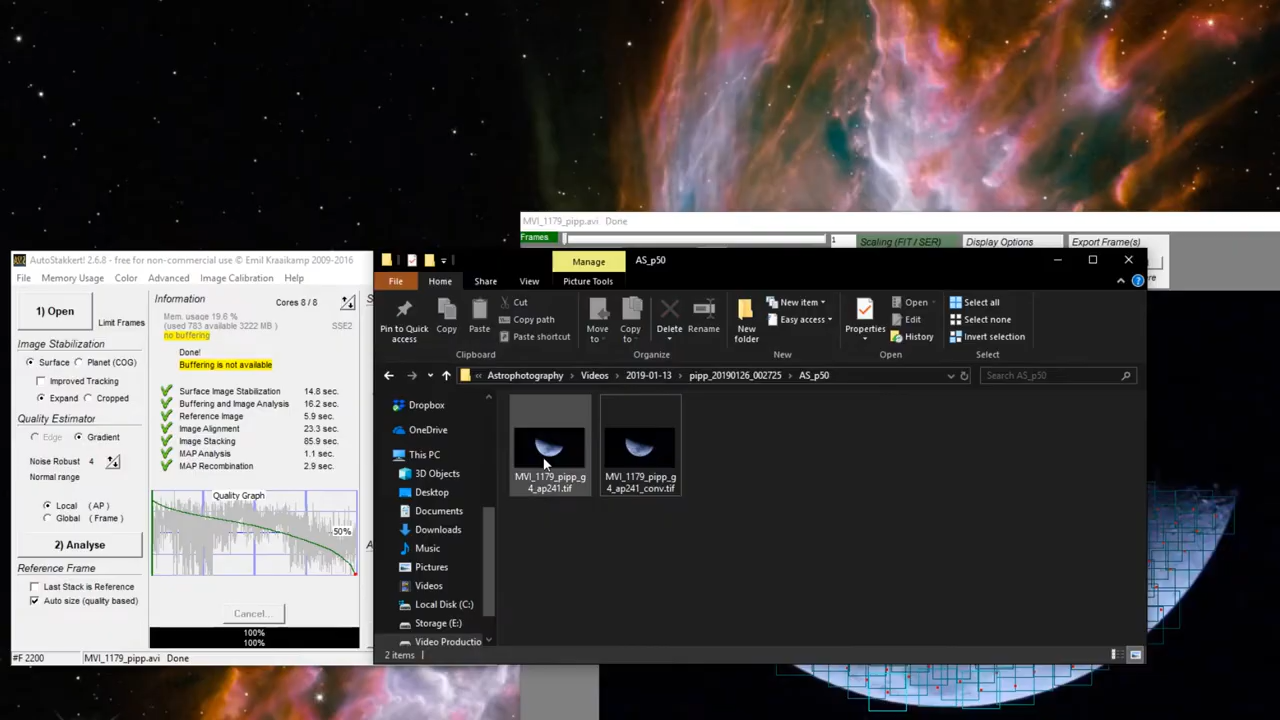 MVI_1179_pipp.avi   Done
Frames
1
Scaling (FIT / SER)
Display Options
Export Frame(s)
AutoStakkert! 2.6.8 - free for non-commercial use © Emil Kraaikamp 2009-2016
File   Memory Usage   Color   Advanced   Image Calibration   Help
1) Open
Limit Frames
Image Stabilization
Surface   Planet (COG)
Improved Tracking
Expand   Cropped
Quality Estimator
Edge   Gradient
Noise Robust   4
Normal range
Local   (AP)
Global   (Frame)
2) Analyse
Reference Frame
Last Stack is Reference
Auto size (quality based)
#F 2200
MVI_1179_pipp.avi   Done
Information
Cores 8 / 8
Mem. usage 19.6 %
(used 783 available 3222 MB )
SSE2
no buffering
Done!
Buffering is not available
Surface Image Stabilization   14.8 sec.
Buffering and Image Analysis   16.2 sec.
Reference Image   5.9 sec.
Image Alignment   23.3 sec.
Image Stacking   85.9 sec.
MAP Analysis   1.1 sec.
MAP Recombination   2.9 sec.
Quality Graph
50%
Cancel...
100%
100%
Manage
AS_p50
File   Home   Share   View   Picture Tools
Pin to Quick
access
Copy
Paste
Cut
Copy path
Paste shortcut
Clipboard
Move
to
Copy
to
Delete
Rename
Organize
New
folder
New item
Easy access
New
Properties
Open
Edit
History
Open
Select all
Select none
Invert selection
Select
« Astrophotography > Videos > 2019-01-13 > pipp_20190126_002725 > AS_p50
Search AS_p50
Dropbox
OneDrive
This PC
3D Objects
Desktop
Documents
Downloads
Music
Pictures
Videos
Local Disk (C:)
Storage (E:)
Video Productio
MVI_1179_pipp_g
4_ap241.tif
MVI_1179_pipp_g
4_ap241_conv.tif
2 items